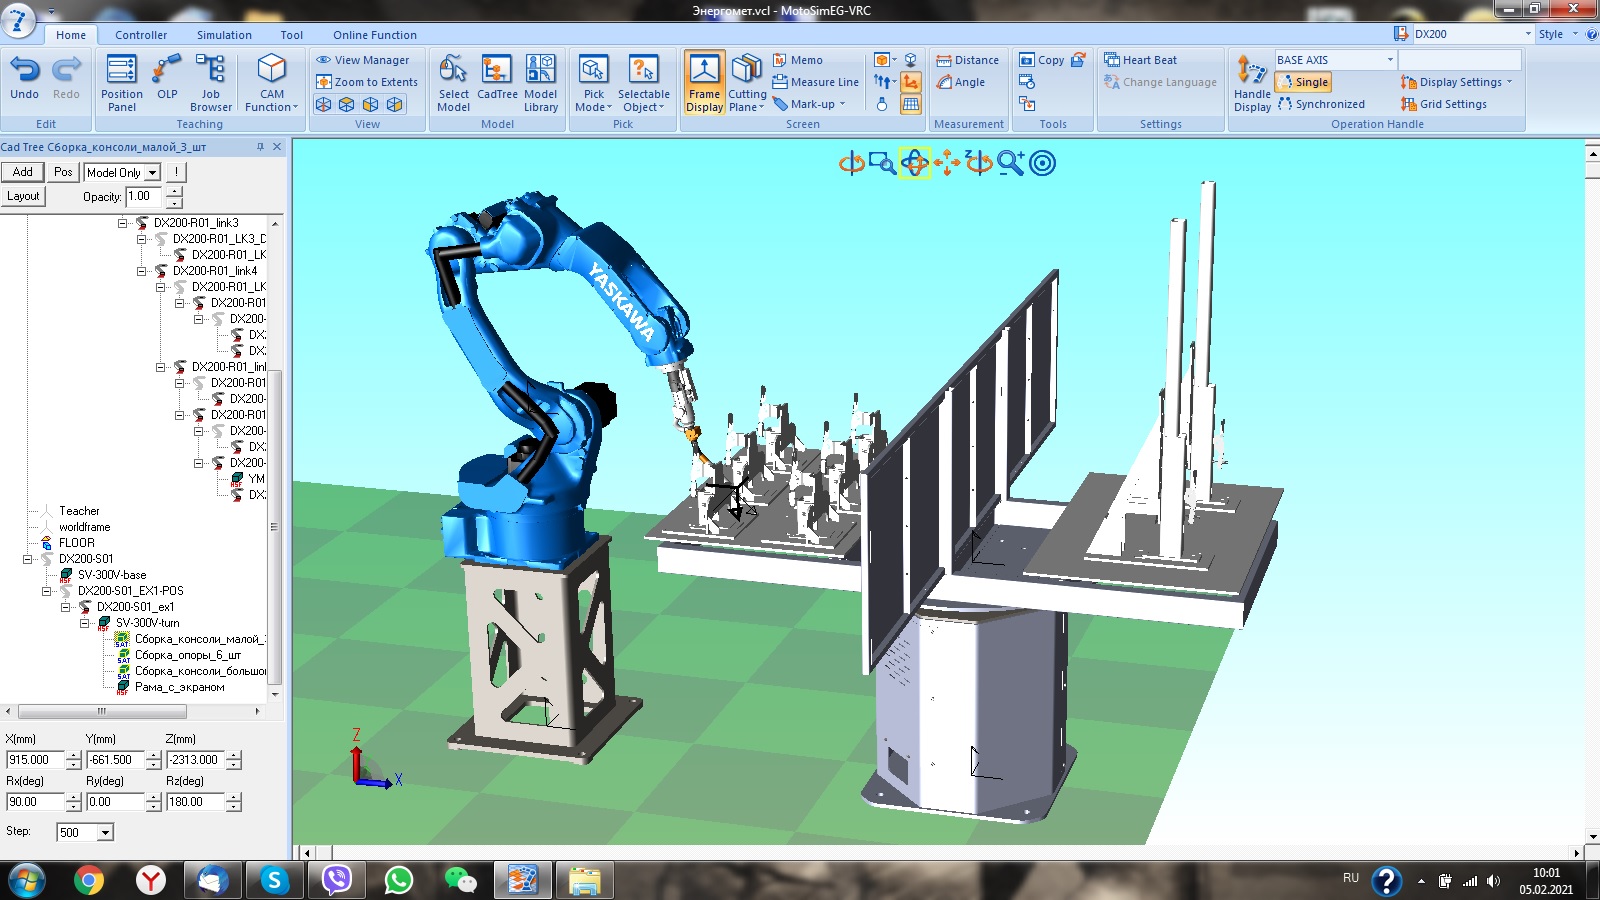 Энергомет.vcl - MotoSimEG-VRC
Home Controller Simulation Tool Online Function
DX200 Style
Undo Redo
Edit
Position Panel
OLP
Job Browser
CAM Function
Teaching
View Manager
Zoom to Extents
View
Select Model
CadTree
Model Library
Model
Pick Mode
Selectable Object
Pick
Frame Display
Cutting Plane
Memo
Measure Line
Mark-up
Screen
Distance
Angle
Measurement
Copy
Tools
Heart Beat
Change Language
Settings
Handle Display
BASE AXIS
Single
Synchronized
Display Settings
Grid Settings
Operation Handle
Cad Tree Сборка_консоли_малой_3_шт
Add Pos Model Only !
Layout Opacity: 1.00
DX200-R01_link3
DX200-R01_LK3_D
DX200-R01_LK
DX200-R01_link4
DX200-R01_LK
DX200-R01
DX200-
DX:
DX:
DX200-R01_link
DX200-R01
DX200-
DX200-R01
DX200-
DX:
DX200-
YM
DX:
Teacher
worldframe
FLOOR
DX200-S01
SV-300V-base
DX200-S01_EX1-POS
DX200-S01_ex1
SV-300V-turn
Сборка_консоли_малой_
Сборка_опоры_6_шт
Сборка_консоли_большо
Рама_с_экраном
X(mm) Y(mm) Z(mm)
915.000 -661.500 -2313.000
Rx(deg) Ry(deg) Rz(deg)
90.00 0.00 180.00
Step: 500
YASKAWA
Z
X
RU
10:01
05.02.2021